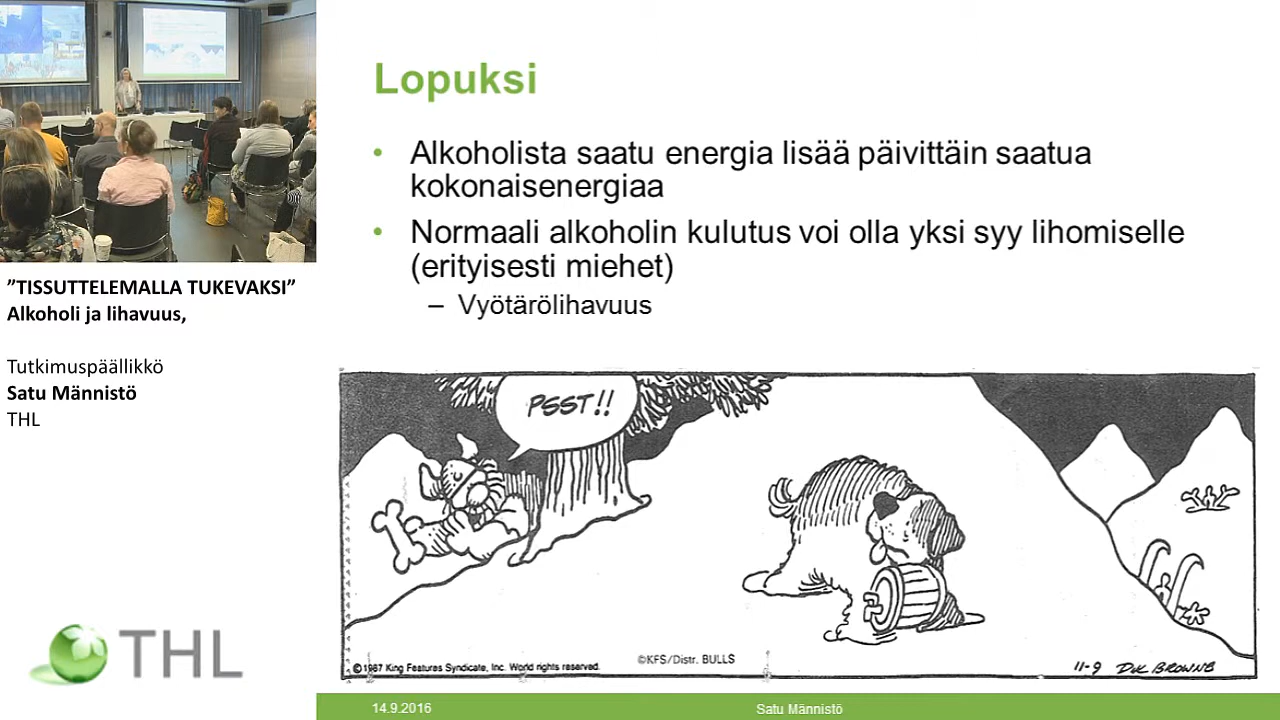 Lopuksi
• Alkoholista saatu energia lisää päivittäin saatua
kokonaisenergiaa
• Normaali alkoholin kulutus voi olla yksi syy lihomiselle
(erityisesti miehet)
– Vyötärölihavuus
”TISSUTTELEMALLA TUKEVAKSI”
Alkoholi ja lihavuus,
Tutkimuspäällikkö
Satu Männistö
THL
PSST!!
©1987 King Features Syndicate, Inc. World rights reserved.
©KFS/Distr. BULLS
11-9 DIK BROWNE
THL
14.9.2016
Satu Männistö